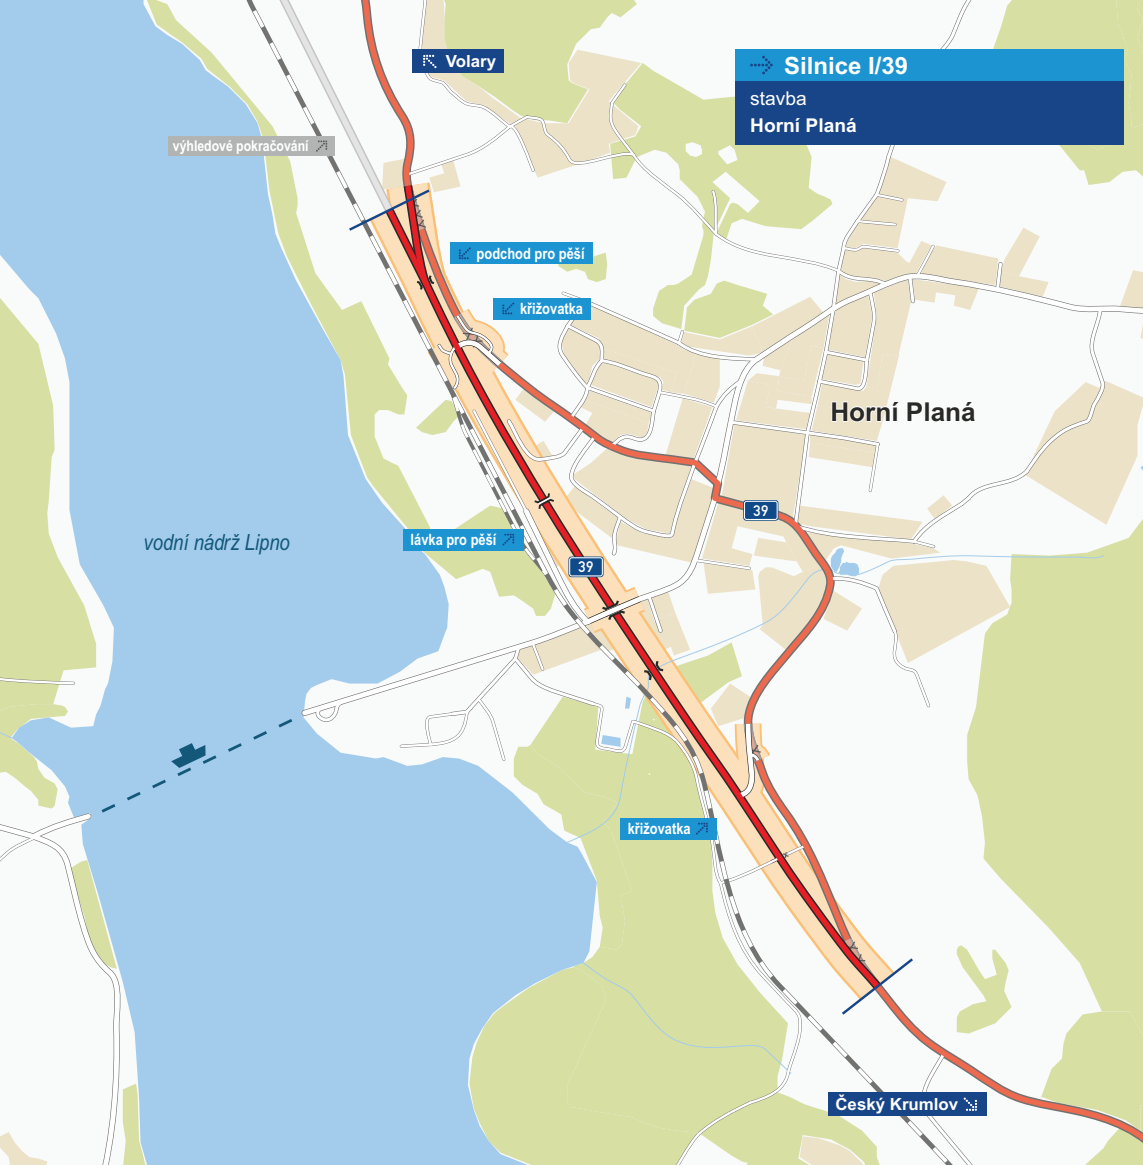 Volary
Silnice I/39
stavba
Horní Planá
výhledové pokračování
podchod pro pěší
křižovatka
Horní Planá
39
vodní nádrž Lipno
lávka pro pěší
39
křižovatka
Český Krumlov